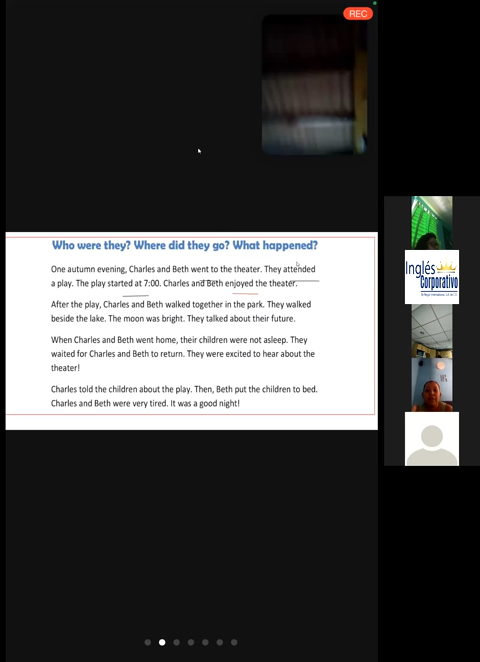 REC
Who were they? Where did they go? What happened?
One autumn evening, Charles and Beth went to the theater. They attended
a play. The play started at 7:00. Charles and Beth enjoyed the theater.
After the play, Charles and Beth walked together in the park. They walked
beside the lake. The moon was bright. They talked about their future.
When Charles and Beth went home, their children were not asleep. They
waited for Charles and Beth to return. They were excited to hear about the
theater!
Charles told the children about the play. Then, Beth put the children to bed.
Charles and Beth were very tired. It was a good night!
Inglés
Corporativo